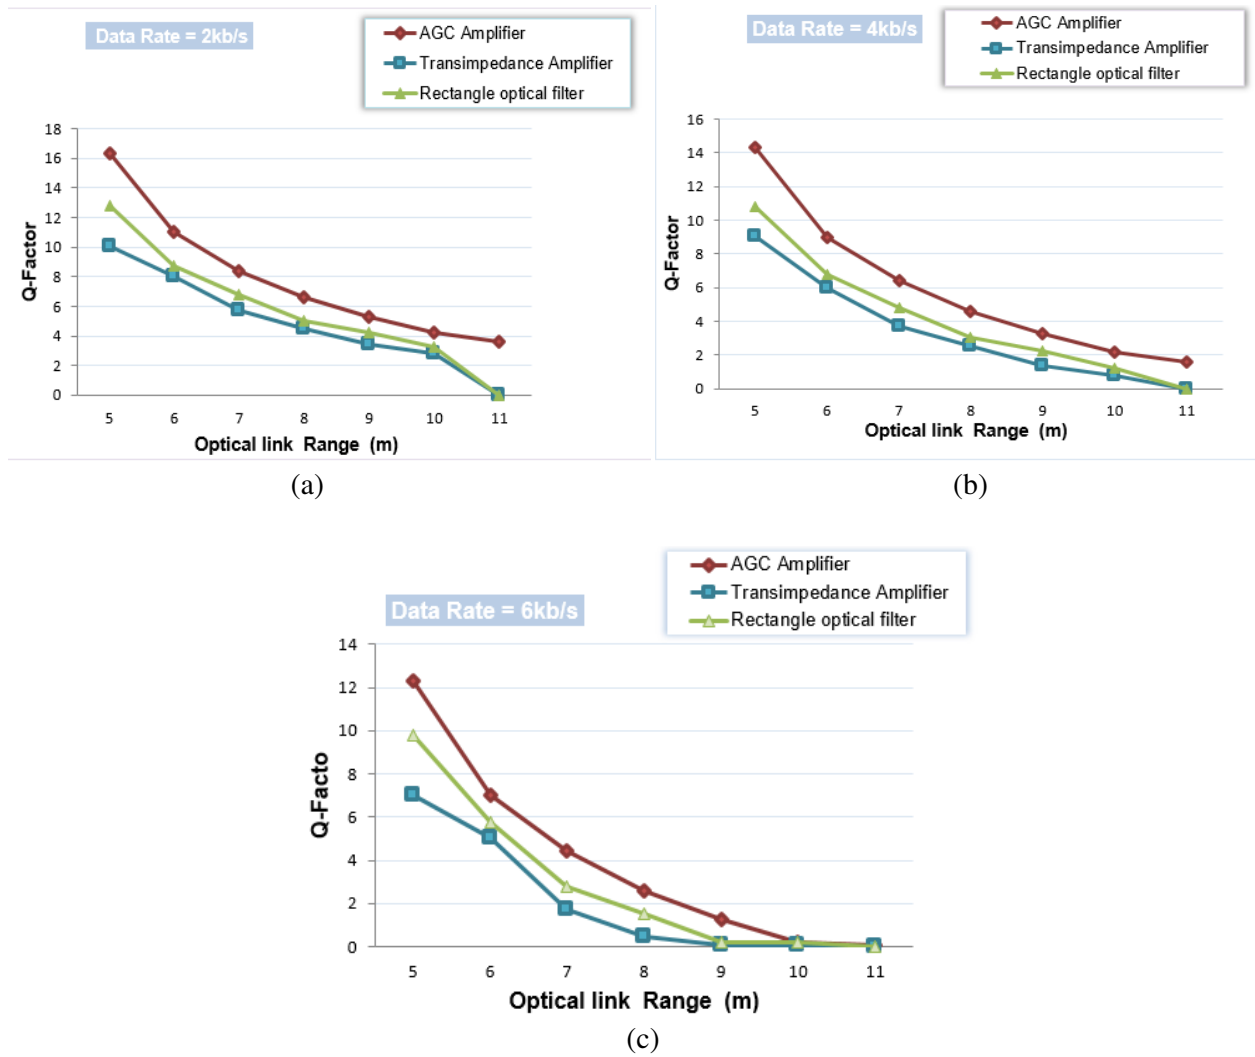 Data Rate = 2kb/s
AGC Amplifier
Transimpedance Amplifier
Rectangle optical filter
18
16
14
12
10
8
6
4
2
0
Q-Factor
5 6 7 8 9 10 11
Optical link Range (m)
(a)
Data Rate = 4kb/s
AGC Amplifier
Transimpedance Amplifier
Rectangle optical filter
16
14
12
10
8
6
4
2
0
Q-Factor
5 6 7 8 9 10 11
Optical link Range (m)
(b)
Data Rate = 6kb/s
AGC Amplifier
Transimpedance Amplifier
Rectangle optical filter
14
12
10
8
6
4
2
0
Q-Facto
5 6 7 8 9 10 11
Optical link Range (m)
(c)